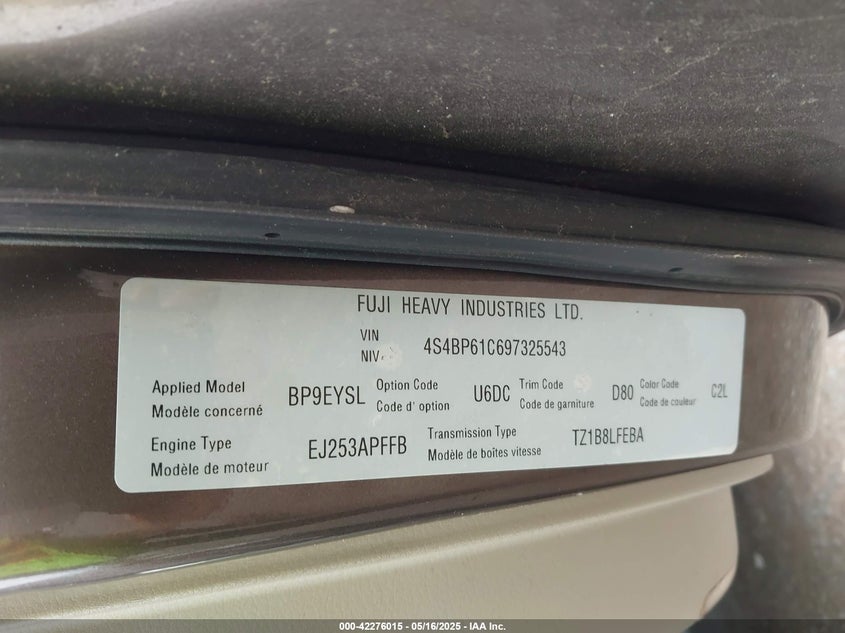 FUJI HEAVY INDUSTRIES LTD.
VIN
NIV
4S4BP61C697325543
Applied Model
Modèle concerné
BP9EYSL
Option Code
Code d' option
U6DC
Trim Code
Code de garniture
D80
Color Code
Code de couleur
C2L
Engine Type
Modèle de moteur
EJ253APFFB
Transmission Type
Modèle de boîtes vitesse
TZ1B8LFEBA
000-42276015 - 05/16/2025 - IAA Inc.